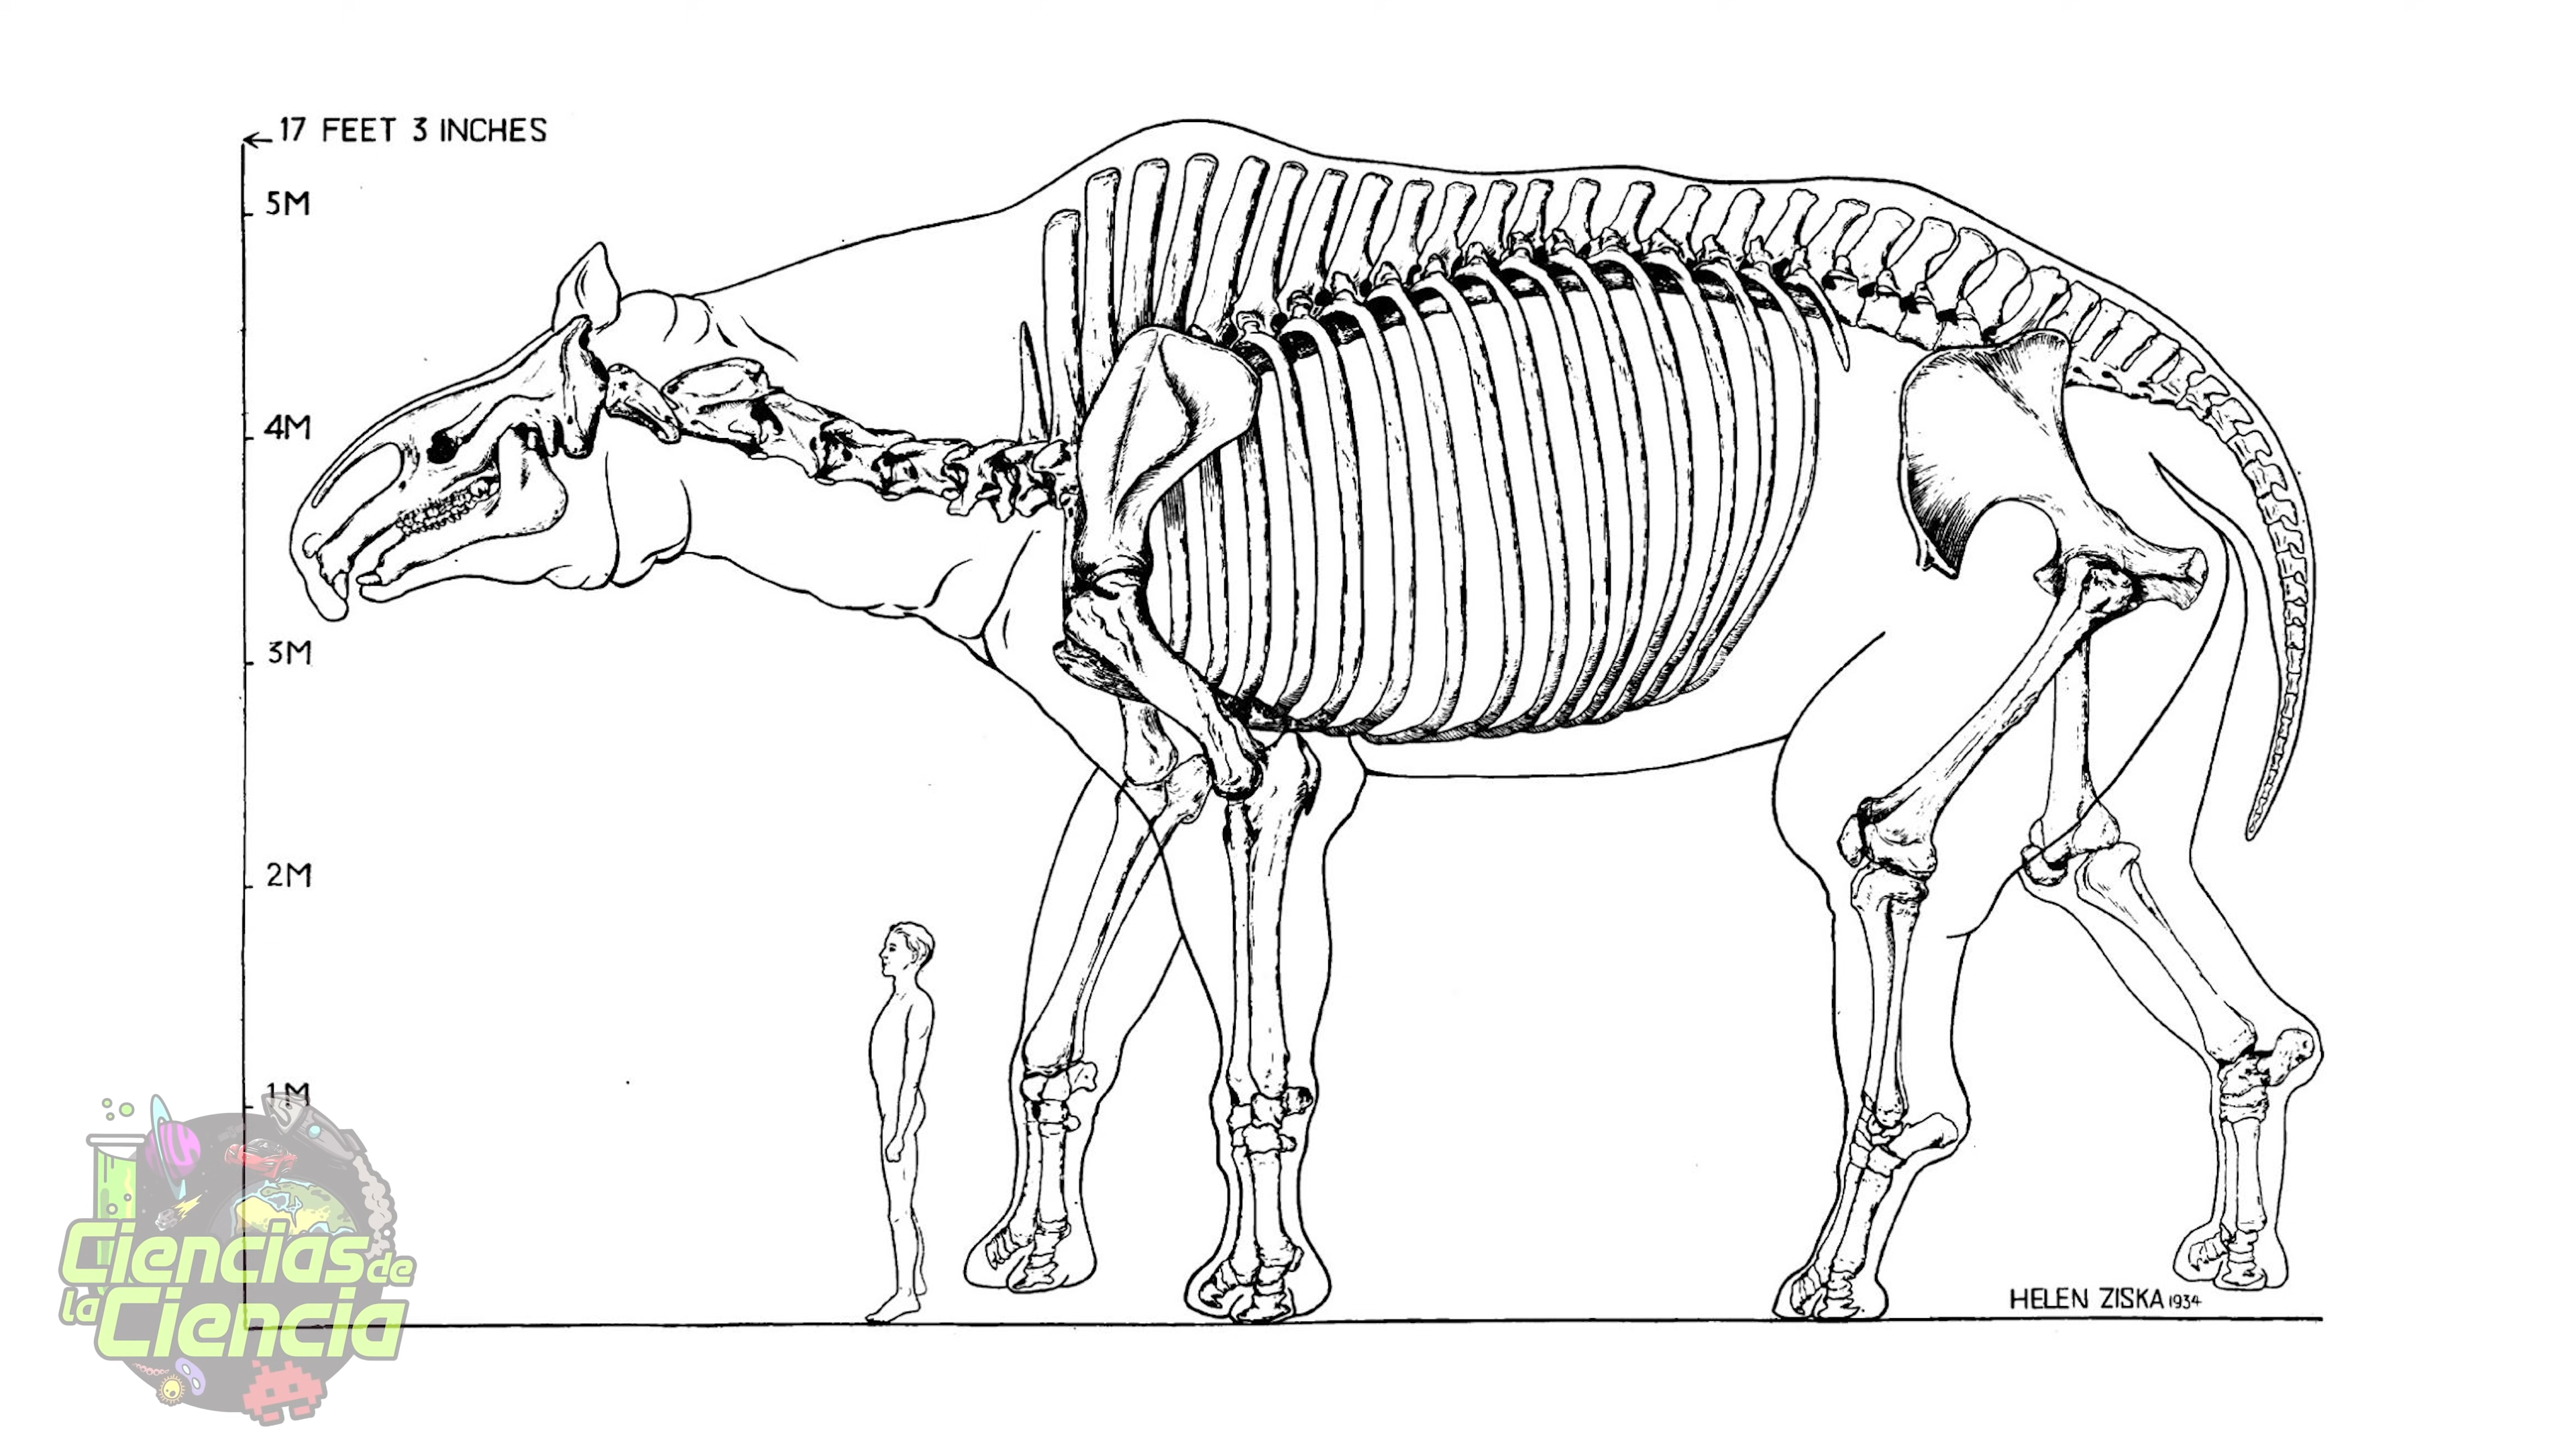 17 FEET 3 INCHES
5M
4M
3M
2M
1M
HELEN ZISKA 1934
Ciencias de
la Ciencia